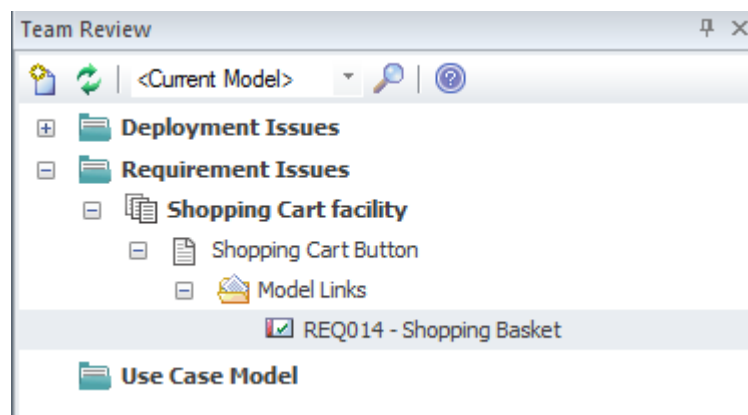 Team Review
<Current Model>
Deployment Issues
Requirement Issues
Shopping Cart facility
Shopping Cart Button
Model Links
REQ014 - Shopping Basket
Use Case Model